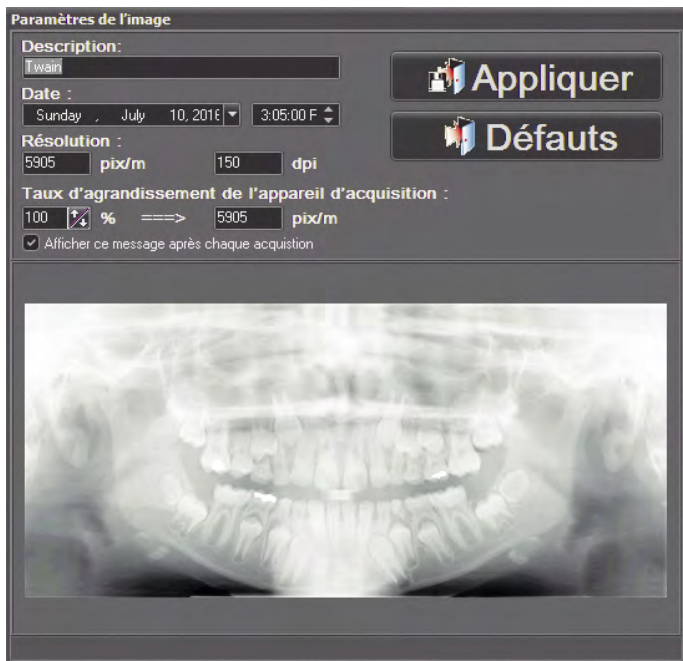 Paramètres de l'image
Description:
Twain
Appliquer
Date :
Sunday , July 10, 2016 3:05:00 F
Défauts
Résolution :
5905 pix/m 150 dpi
Taux d'agrandissement de l'appareil d'acquisition :
100 % ===> 5905 pix/m
Afficher ce message après chaque acquistion